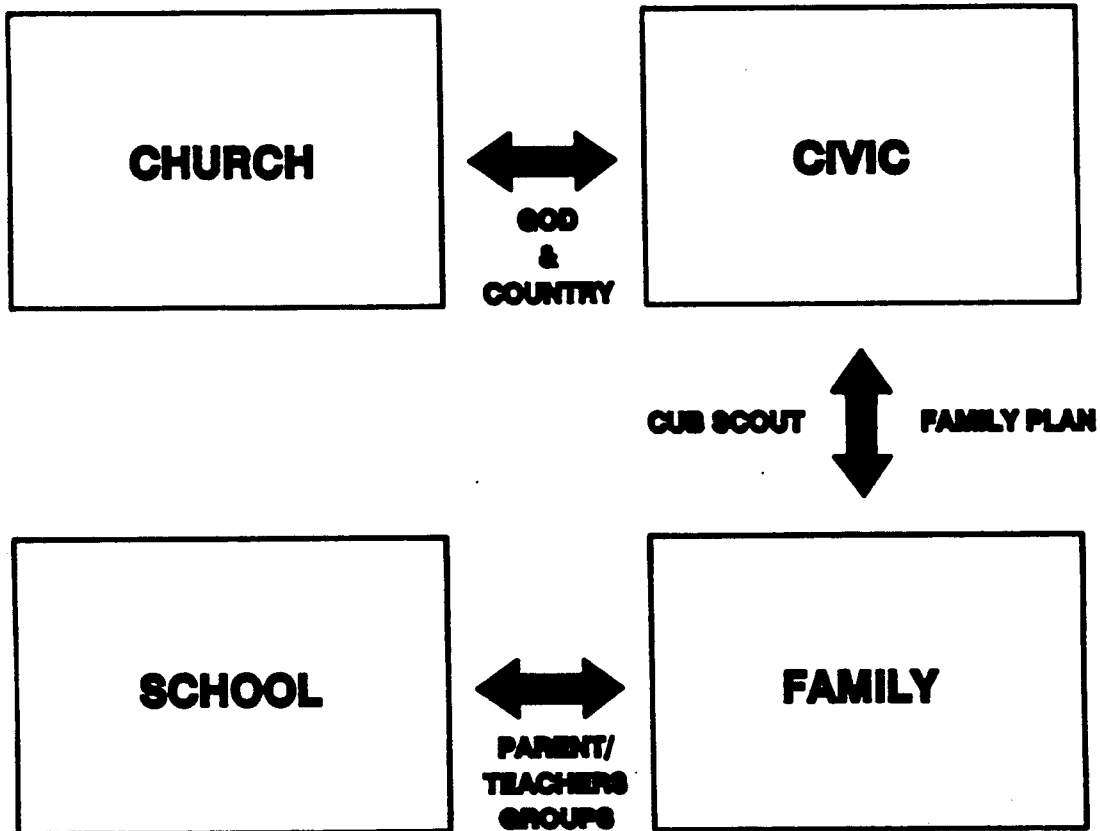 CHURCH
CIVIC
GOD
&
COUNTRY
CUB SCOUT
FAMILY PLAN
SCHOOL
FAMILY
PARENT/
TEACHERS
GROUPS